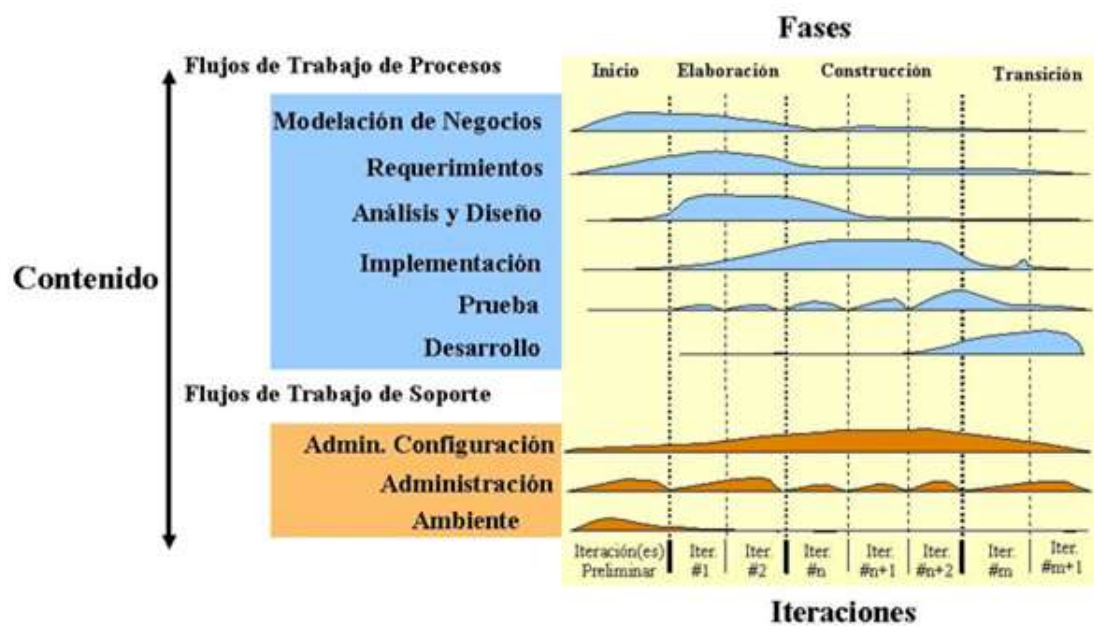 Fases
Flujos de Trabajo de Procesos
Inicio Elaboración Construcción Transición
Modelación de Negocios
Requerimientos
Análisis y Diseño
Implementación
Contenido
Prueba
Desarrollo
Flujos de Trabajo de Soporte
Admin. Configuración
Administración
Ambiente
Iteración(es) Iter. Iter. Iter. Iter. Iter. Iter. Iter.
Preliminar #1 #2 #n #n+1 #n+2 #m #m+1
Iteraciones